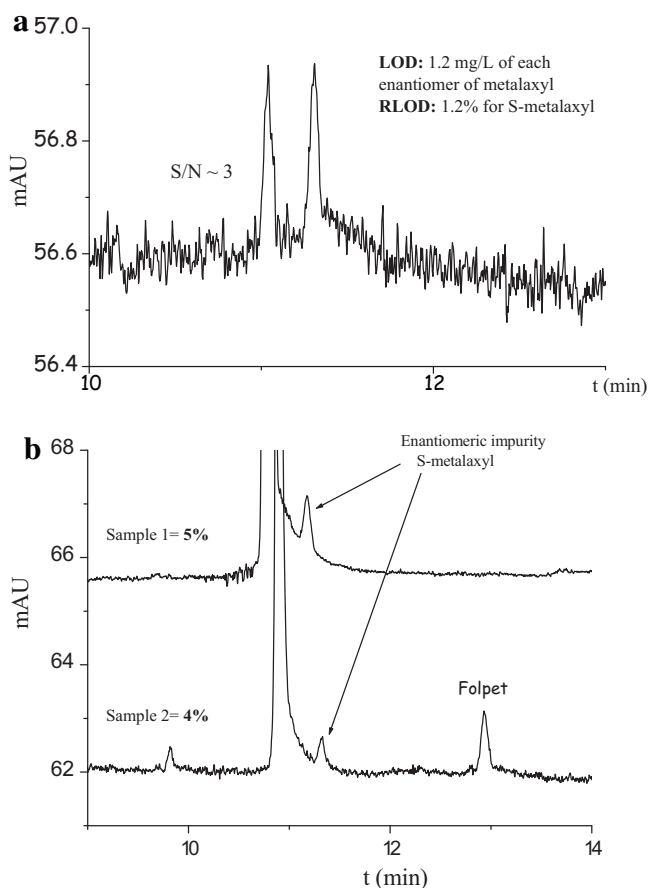 a
57.0
56.8
56.6
56.4
mAU
LOD: 1.2 mg/L of each
enantiomer of metalaxyl
RLOD: 1.2% for S-metalaxyl
S/N ~ 3
10
12
t (min)
b
68
66
64
62
mAU
Enantiomeric impurity
S-metalaxyl
Sample 1= 5%
Sample 2= 4%
Folpet
10
11
12
13
14
t (min)